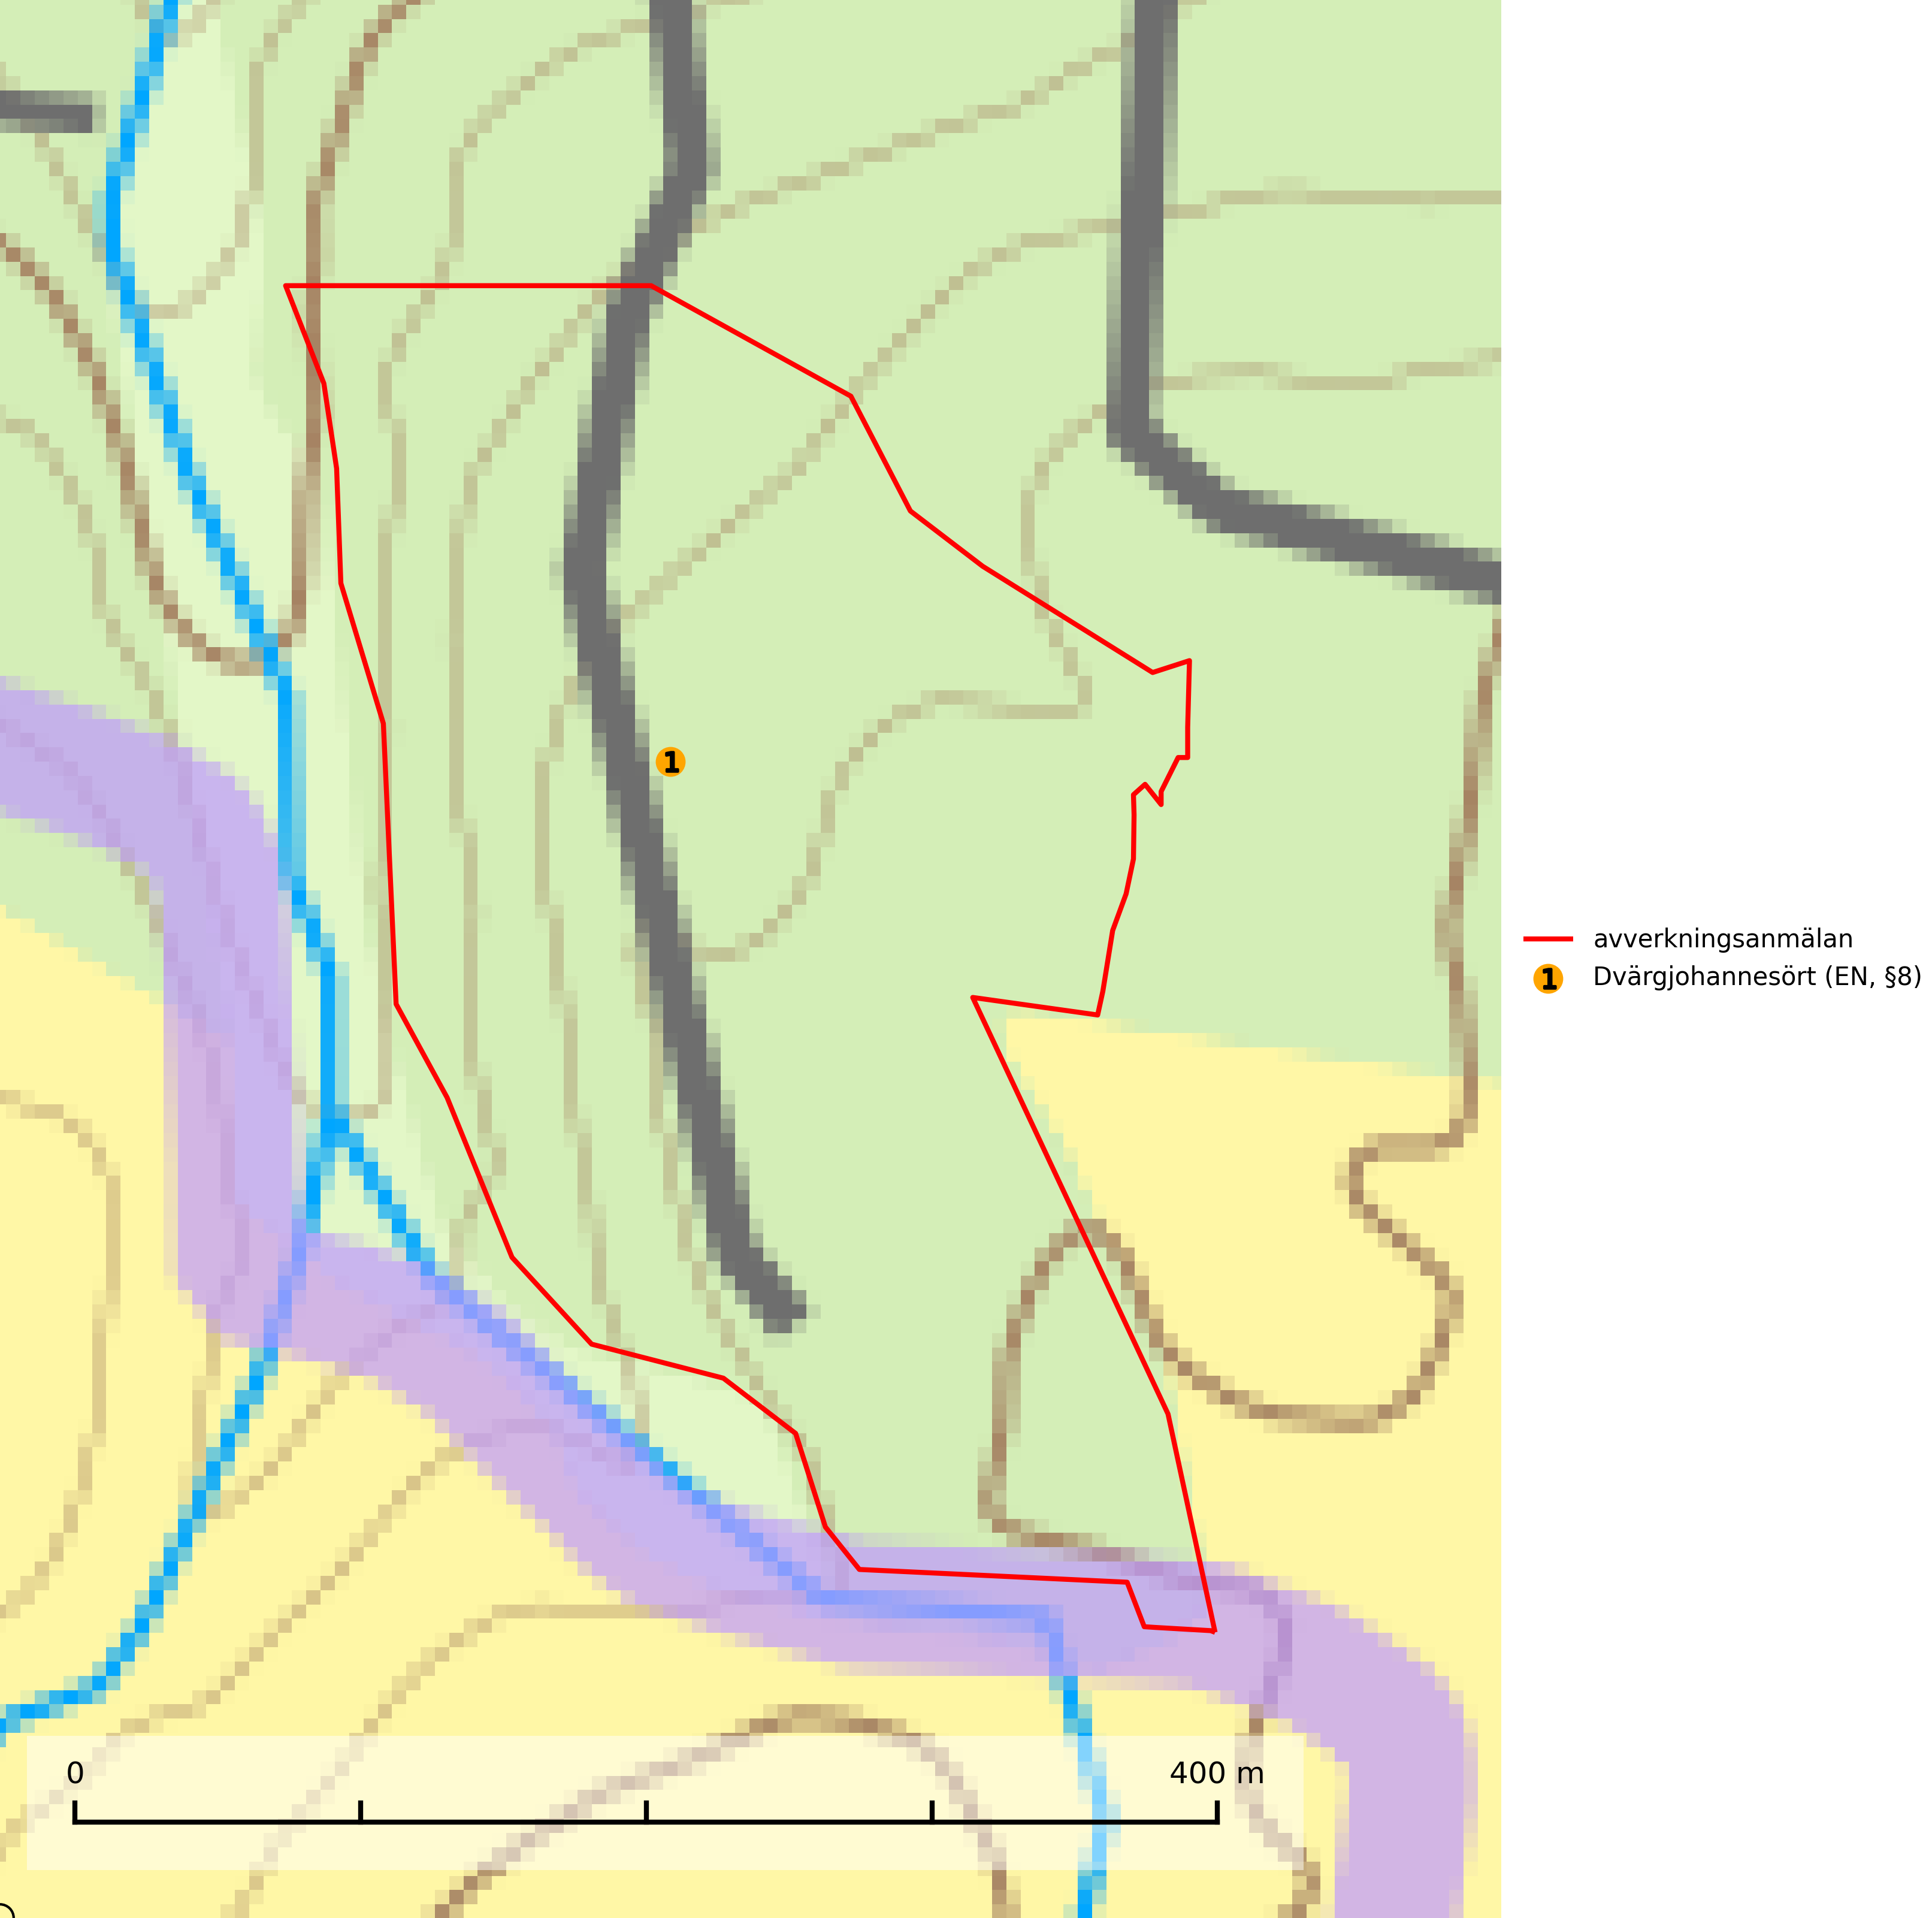 1
avverkningsanmälan
1 Dvärgjohannesört (EN, §8)
0 400 m